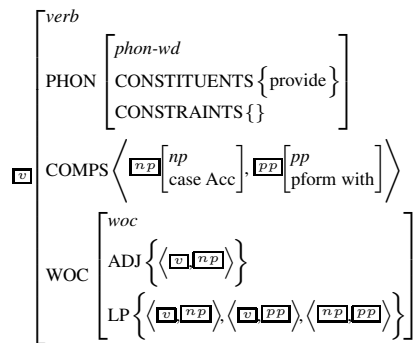 verb
PHON [phon-wd
CONSTITUENTS {provide}
CONSTRAINTS {}]
v COMPS ⟨ np [np
case Acc], pp [pp
pform with] ⟩
WOC [woc
ADJ {⟨ v, np ⟩}
LP {⟨ v, np ⟩, ⟨ v, pp ⟩, ⟨ np, pp ⟩}]